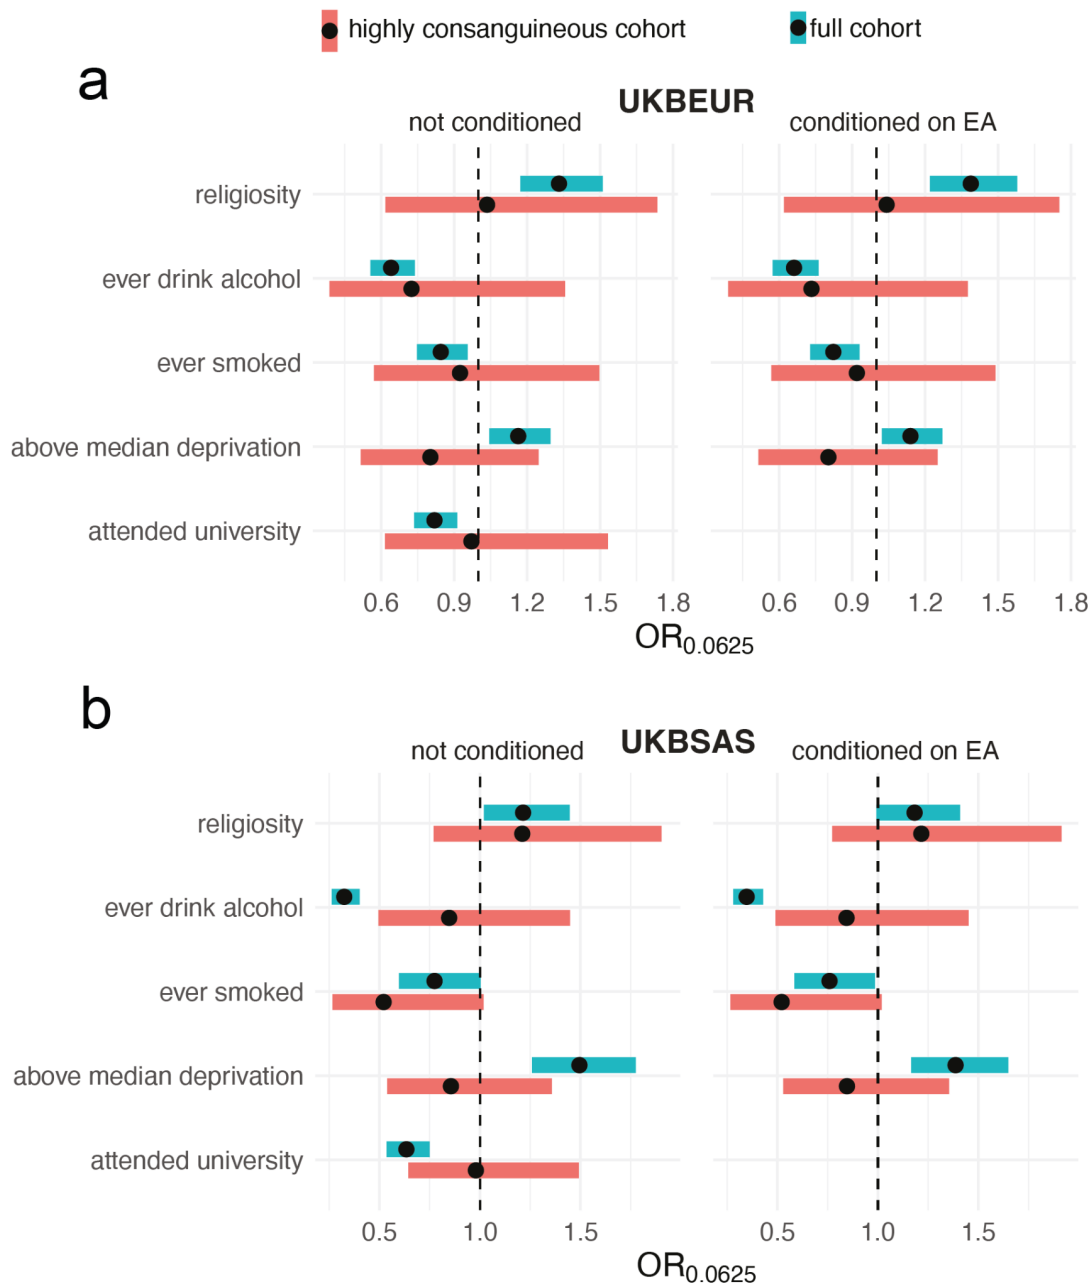 highly consanguineous cohort full cohort
a
UKBEUR
not conditioned conditioned on EA
religiosity
ever drink alcohol
ever smoked
above median deprivation
attended university
0.6 0.9 1.2 1.5 1.8 0.6 0.9 1.2 1.5 1.8
OR0.0625
b
UKBSAS
not conditioned conditioned on EA
religiosity
ever drink alcohol
ever smoked
above median deprivation
attended university
0.5 1.0 1.5 0.5 1.0 1.5
OR0.0625